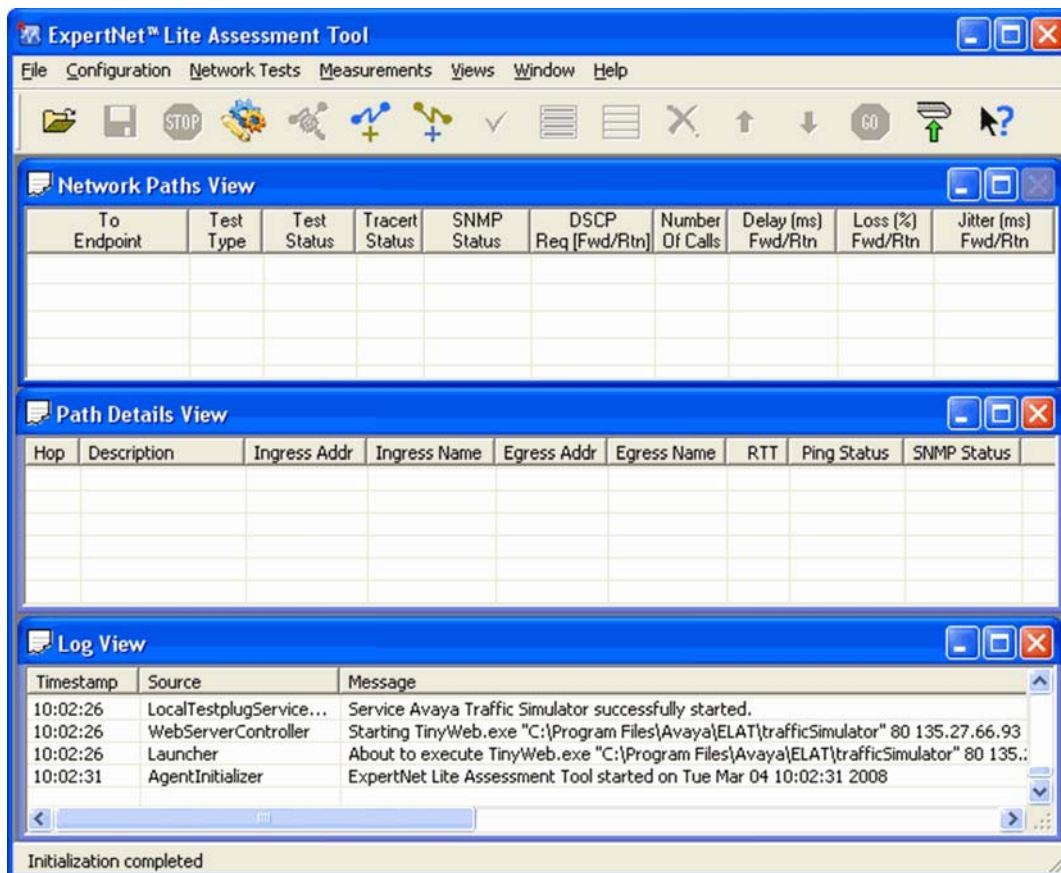 ExpertNet™ Lite Assessment Tool
File Configuration Network Tests Measurements Views Window Help
STOP GO ?
Network Paths View
To Endpoint Test Type Test Status Tracert Status SNMP Status DSCP Req [Fwd/Rtn] Number Of Calls Delay (ms) Fwd/Rtn Loss (%) Fwd/Rtn Jitter (ms) Fwd/Rtn
Path Details View
Hop Description Ingress Addr Ingress Name Egress Addr Egress Name RTT Ping Status SNMP Status
Log View
Timestamp Source Message
10:02:26 LocalTestplugService... Service Avaya Traffic Simulator successfully started.
10:02:26 WebServerController Starting TinyWeb.exe "C:\Program Files\Avaya\ELAT\trafficSimulator" 80 135.27.66.93
10:02:26 Launcher About to execute TinyWeb.exe "C:\Program Files\Avaya\ELAT\trafficSimulator" 80 135.:
10:02:31 AgentInitializer ExpertNet Lite Assessment Tool started on Tue Mar 04 10:02:31 2008
Initialization completed